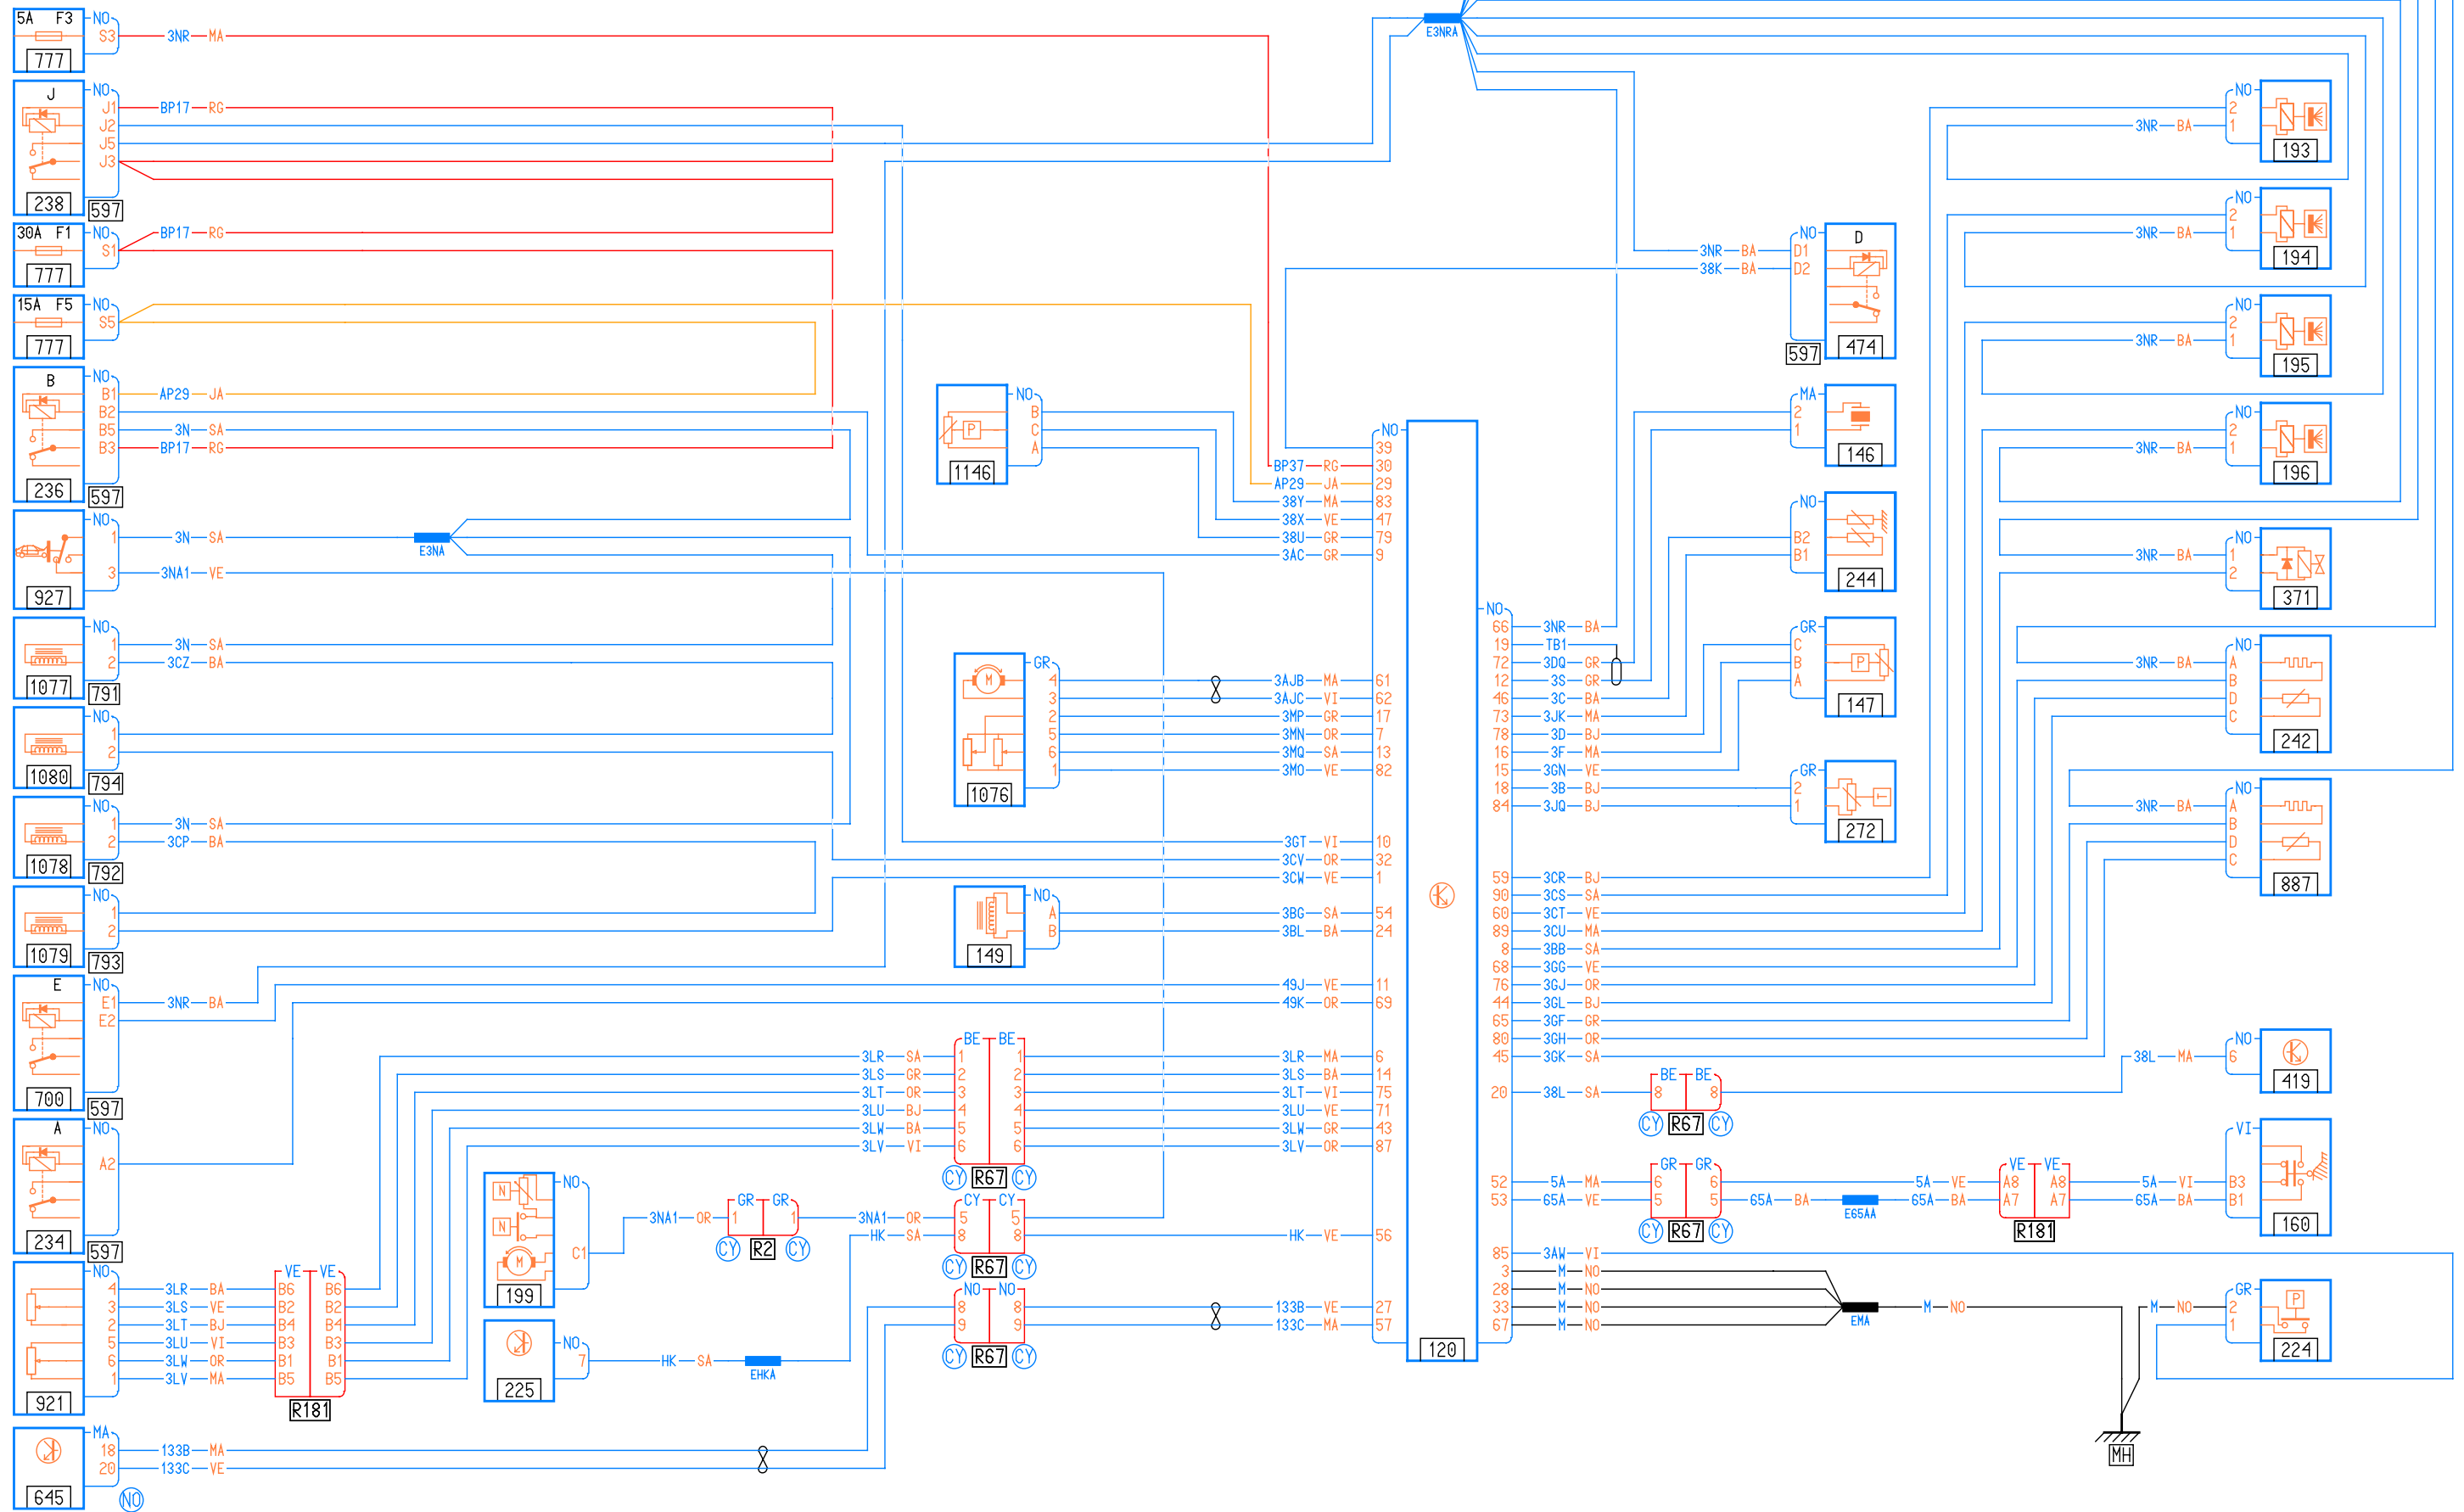 5A F3
NO
S3 3NR MA
777
E3NRA
J
NO
J1 BP17 RG
J2
J5
J3
238
597
30A F1
NO BP17 RG
S1
777
15A F5
NO
S5
777
B
NO
B1 AP29 JA
B2
B5 3N SA
B3 BP17 RG
236
597
NO
1 3N SA
E3NA
3 3NA1 VE
927
NO
1 3N SA
2 3CZ BA
1077
791
NO
1
2
1080
794
NO
1 3N SA
2 3CP BA
1078
792
NO
1
2
1079
793
E
NO
E1 3NR BA
E2
700
597
A
NO
A2
234
597
NO
4 3LR BA B6
3 3LS VE B2
2 3LT BJ B4
5 3LU VI B3
6 3LW OR B1
1 3LV MA B5
921
VE VE
B6
B2
B4
B3
B1
B5
R181
MA
18 133B MA
20 133C VE
645
NO
NO
B
C
A
1146
GR
4
3
2
5
6
1
1076
NO
A
B
149
BE BE
3LR SA 1 1
3LS GR 2 2
3LT OR 3 3
3LU BJ 4 4
3LW BA 5 5
3LV VI 6 6
CY R67 CY
NO
C1
199
3NA1 OR
GR GR
1 1
CY R2 CY
3NA1 OR
HK SA
CY CY
5 5
8 8
CY R67 CY
NO
7
225
HK SA
EHKA
NO NO
8 8
9 9
CY R67 CY
NO
39
BP37 RG 30
AP29 JA 29
38Y MA 83
38X VE 47
38U GR 79
3AC GR 9
3AJB MA 61
3AJC VI 62
3MP GR 17
3MN OR 7
3MQ SA 13
3MO VE 82
3GT VI 10
3CV OR 32
3CW VE 1
3BG SA 54
3BL BA 24
49J VE 11
49K OR 69
3LR MA 6
3LS BA 14
3LT VI 75
3LU VE 71
3LW GR 43
3LV OR 87
HK VE 56
133B VE 27
133C MA 57
120
NO
66 3NR BA
19 TB1
72 3DQ GR
12 3S GR
46 3C BA
73 3JK MA
78 3D BJ
16 3F MA
15 3GN VE
18 3B BJ
84 3JQ BJ
59 3CR BJ
90 3CS SA
60 3CT VE
89 3CU MA
8 3BB SA
68 3GG VE
76 3GJ OR
44 3GL BJ
65 3GF GR
80 3GH OR
45 3GK SA
20 38L SA
52 5A MA
53 65A VE
85 3AW VI
3 M NO
28 M NO
33 M NO
67 M NO
EMA
M NO
MH
BE BE
8 8
CY R67 CY
GR GR
6 6
5 5
CY R67 CY
65A BA
E65AA
5A VE
65A BA
VE VE
A8 A8
A7 A7
R181
5A VI
65A BA
3NR BA
38K BA
NO
D1
D2
D
597
474
MA
2
1
146
NO
B2
B1
244
GR
C
B
A
P
147
GR
2
1
T
272
NO
2
3NR BA 1
193
NO
2
3NR BA 1
194
NO
2
3NR BA 1
195
NO
2
3NR BA 1
196
NO
3NR BA 1
2
371
NO
3NR BA A
B
D
C
242
NO
3NR BA A
B
D
C
887
NO
38L MA 6
419
VI
B3
B1
160
GR
M NO 2
1
P
224
P
M
N
N
M